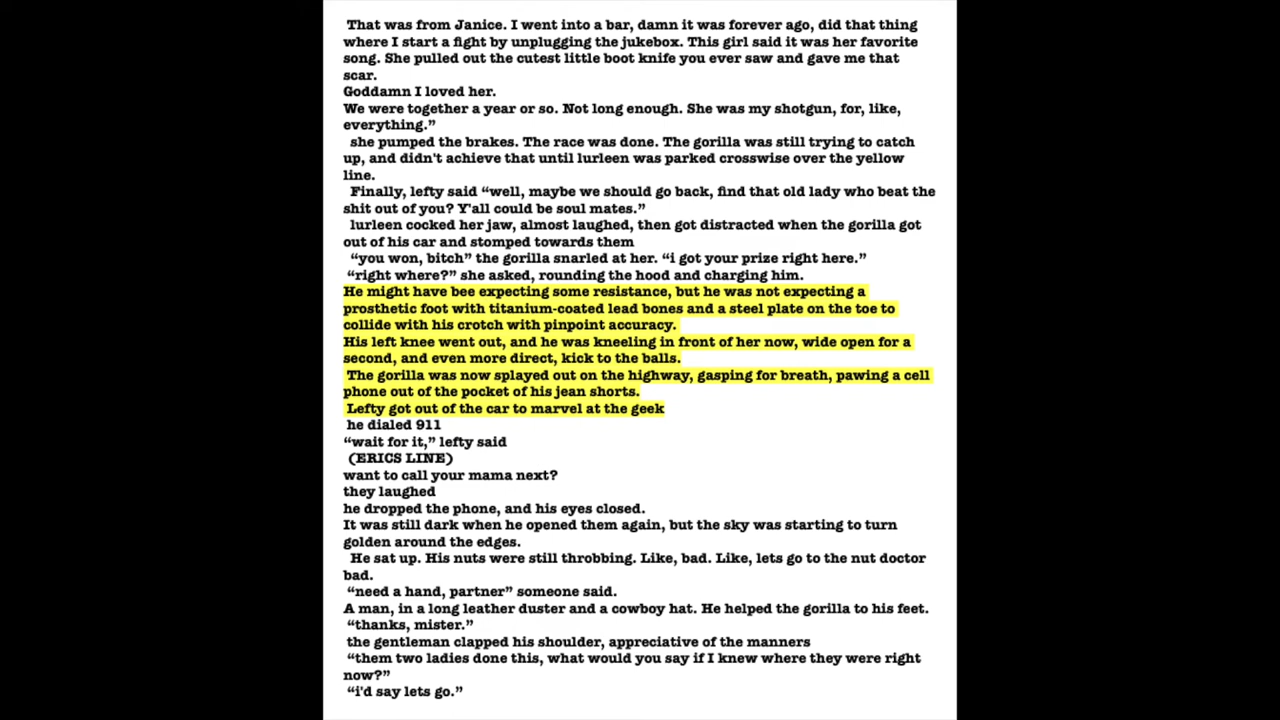 That was from Janice. I went into a bar, damn it was forever ago, did that thing
where I start a fight by unplugging the jukebox. This girl said it was her favorite
song. She pulled out the cutest little boot knife you ever saw and gave me that
scar.
Goddamn I loved her.
We were together a year or so. Not long enough. She was my shotgun, for, like,
everything.”
she pumped the brakes. The race was done. The gorilla was still trying to catch
up, and didn't achieve that until lurleen was parked crosswise over the yellow
line.
Finally, lefty said “well, maybe we should go back, find that old lady who beat the
shit out of you? Y'all could be soul mates.”
lurleen cocked her jaw, almost laughed, then got distracted when the gorilla got
out of his car and stomped towards them
“you won, bitch” the gorilla snarled at her. “i got your prize right here.”
“right where?” she asked, rounding the hood and charging him.
He might have bee expecting some resistance, but he was not expecting a
prosthetic foot with titanium-coated lead bones and a steel plate on the toe to
collide with his crotch with pinpoint accuracy.
His left knee went out, and he was kneeling in front of her now, wide open for a
second, and even more direct, kick to the balls.
The gorilla was now splayed out on the highway, gasping for breath, pawing a cell
phone out of the pocket of his jean shorts.
Lefty got out of the car to marvel at the geek
he dialed 911
“wait for it,” lefty said
(ERICS LINE)
want to call your mama next?
they laughed
he dropped the phone, and his eyes closed.
It was still dark when he opened them again, but the sky was starting to turn
golden around the edges.
He sat up. His nuts were still throbbing. Like, bad. Like, lets go to the nut doctor
bad.
“need a hand, partner” someone said.
A man, in a long leather duster and a cowboy hat. He helped the gorilla to his feet.
“thanks, mister.”
the gentleman clapped his shoulder, appreciative of the manners
“them two ladies done this, what would you say if I knew where they were right
now?”
“i'd say lets go.”